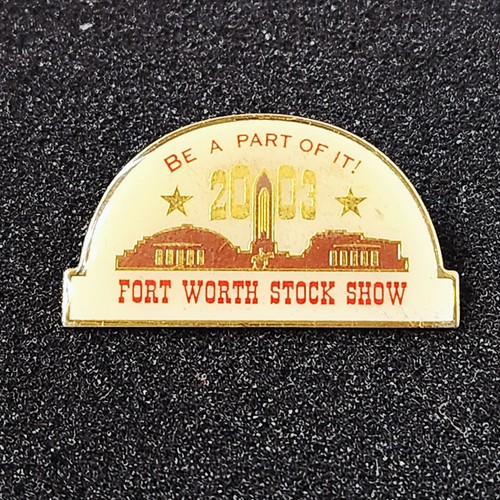 BE A PART OF IT!
2003
FORT WORTH STOCK SHOW